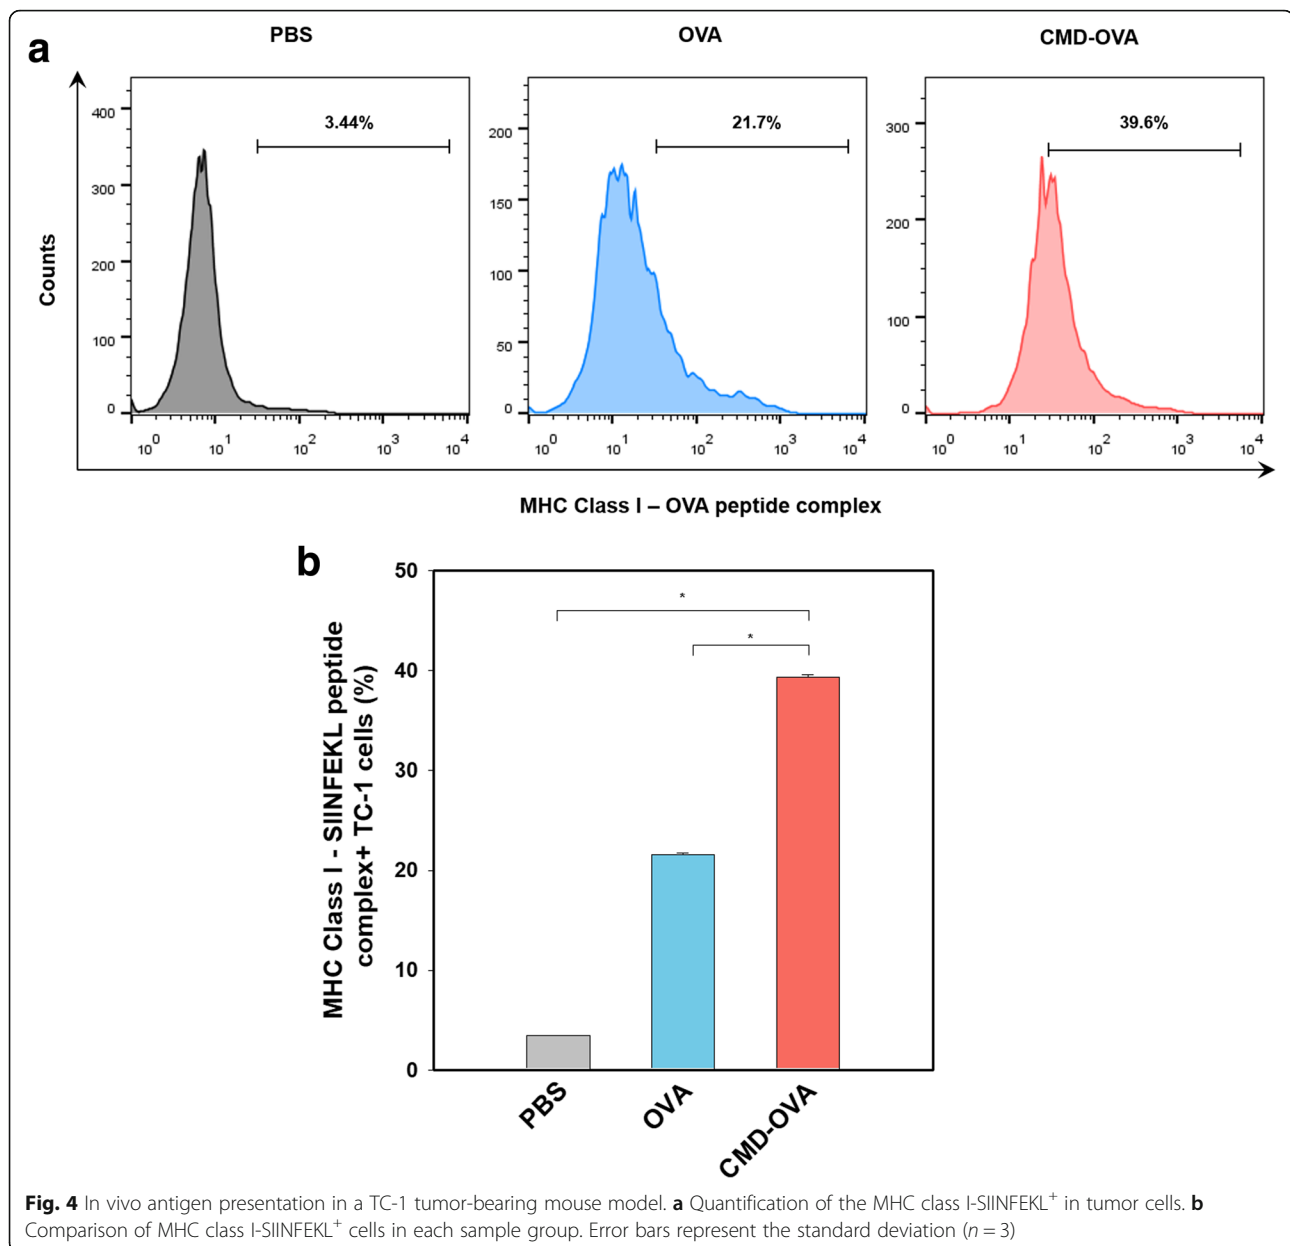 a
PBS
OVA
CMD-OVA
3.44%
21.7%
39.6%
400
300
200
100
0
200
150
100
50
0
300
200
100
0
Counts
10^0 10^1 10^2 10^3 10^4
10^0 10^1 10^2 10^3 10^4
10^0 10^1 10^2 10^3 10^4
MHC Class I – OVA peptide complex
b
MHC Class I - SIINFEKL peptide
complex+ TC-1 cells (%)
50
40
30
20
10
0
*
*
PBS
OVA
CMD-OVA
Fig. 4 In vivo antigen presentation in a TC-1 tumor-bearing mouse model. a Quantification of the MHC class I-SIINFEKL+ in tumor cells. b
Comparison of MHC class I-SIINFEKL+ cells in each sample group. Error bars represent the standard deviation (n = 3)